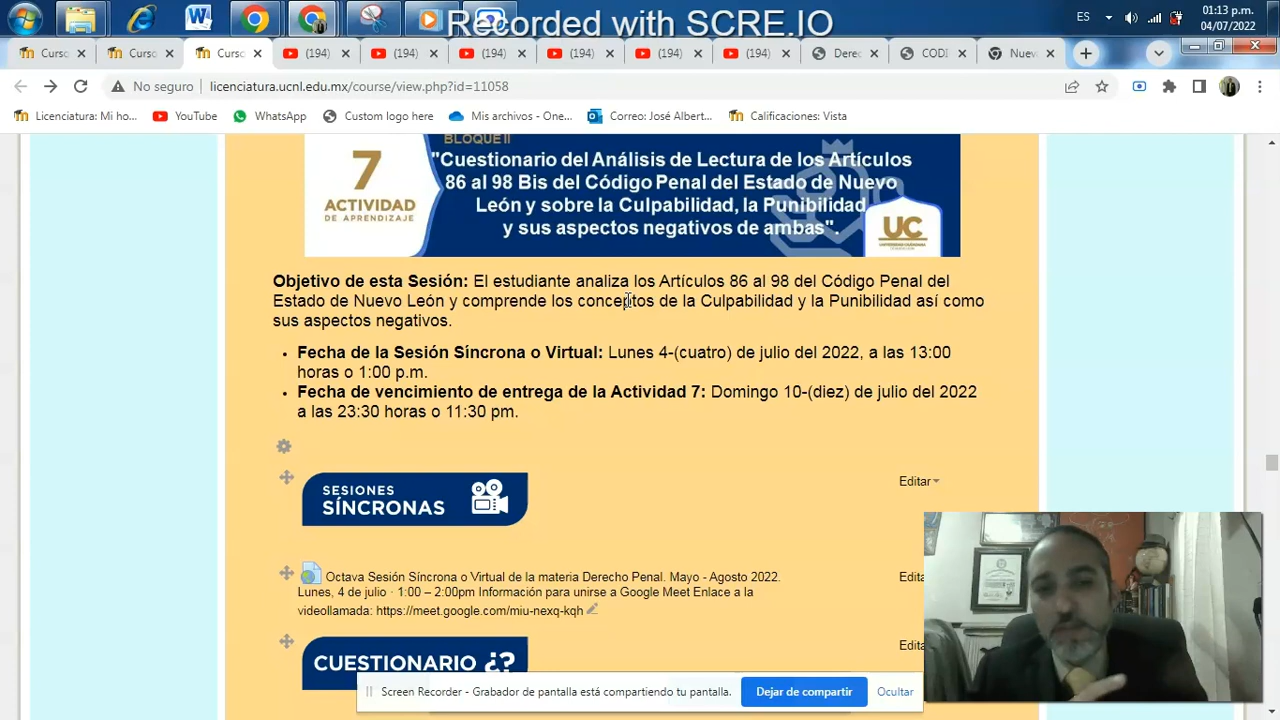 Recorded with SCRE.IO
ES
01:13 p.m.
04/07/2022
Curso
Curso
Curso
(194)
(194)
(194)
(194)
(194)
(194)
Derec
CODI
Nuev
No seguro
licenciatura.ucnl.edu.mx/course/view.php?id=11058
Licenciatura: Mi ho...
YouTube
WhatsApp
Custom logo here
Mis archivos - One...
Correo: José Albert...
Calificaciones: Vista
BLOQUE II
7
ACTIVIDAD
DE APRENDIZAJE
"Cuestionario del Análisis de Lectura de los Artículos
86 al 98 Bis del Código Penal del Estado de Nuevo
León y sobre la Culpabilidad, la Punibilidad
y sus aspectos negativos de ambas".
UC
Objetivo de esta Sesión: El estudiante analiza los Artículos 86 al 98 del Código Penal del
Estado de Nuevo León y comprende los conceptos de la Culpabilidad y la Punibilidad así como
sus aspectos negativos.
• Fecha de la Sesión Síncrona o Virtual: Lunes 4-(cuatro) de julio del 2022, a las 13:00
horas o 1:00 p.m.
• Fecha de vencimiento de entrega de la Actividad 7: Domingo 10-(diez) de julio del 2022
a las 23:30 horas o 11:30 pm.
SESIONES
SÍNCRONAS
Editar
Octava Sesión Síncrona o Virtual de la materia Derecho Penal. Mayo - Agosto 2022.
Edita
Lunes, 4 de julio · 1:00 – 2:00pm Información para unirse a Google Meet Enlace a la
videollamada: https://meet.google.com/miu-nexq-kqh
Edita
CUESTIONARIO ¿?
Screen Recorder - Grabador de pantalla está compartiendo tu pantalla.
Dejar de compartir
Ocultar